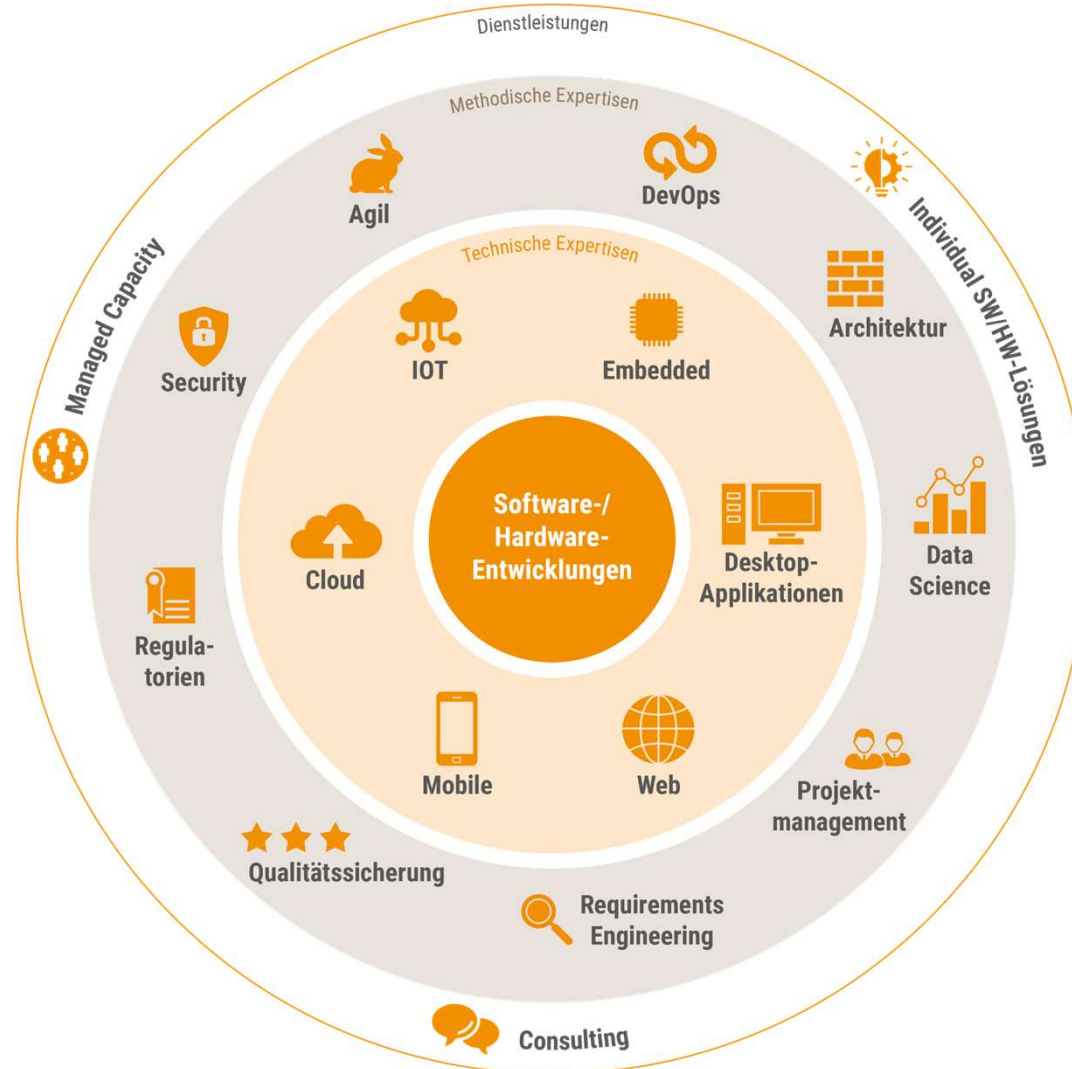 Dienstleistungen
Methodische Expertisen
Agil
DevOps
Individual SW/HW-Lösungen
Managed Capacity
Technische Expertisen
Architektur
Security
IOT
Embedded
Software-/
Hardware-
Entwicklungen
Cloud
Desktop-
Applikationen
Data
Science
Regula-
torien
Mobile
Web
Projekt-
management
Qualitätssicherung
Requirements
Engineering
Consulting